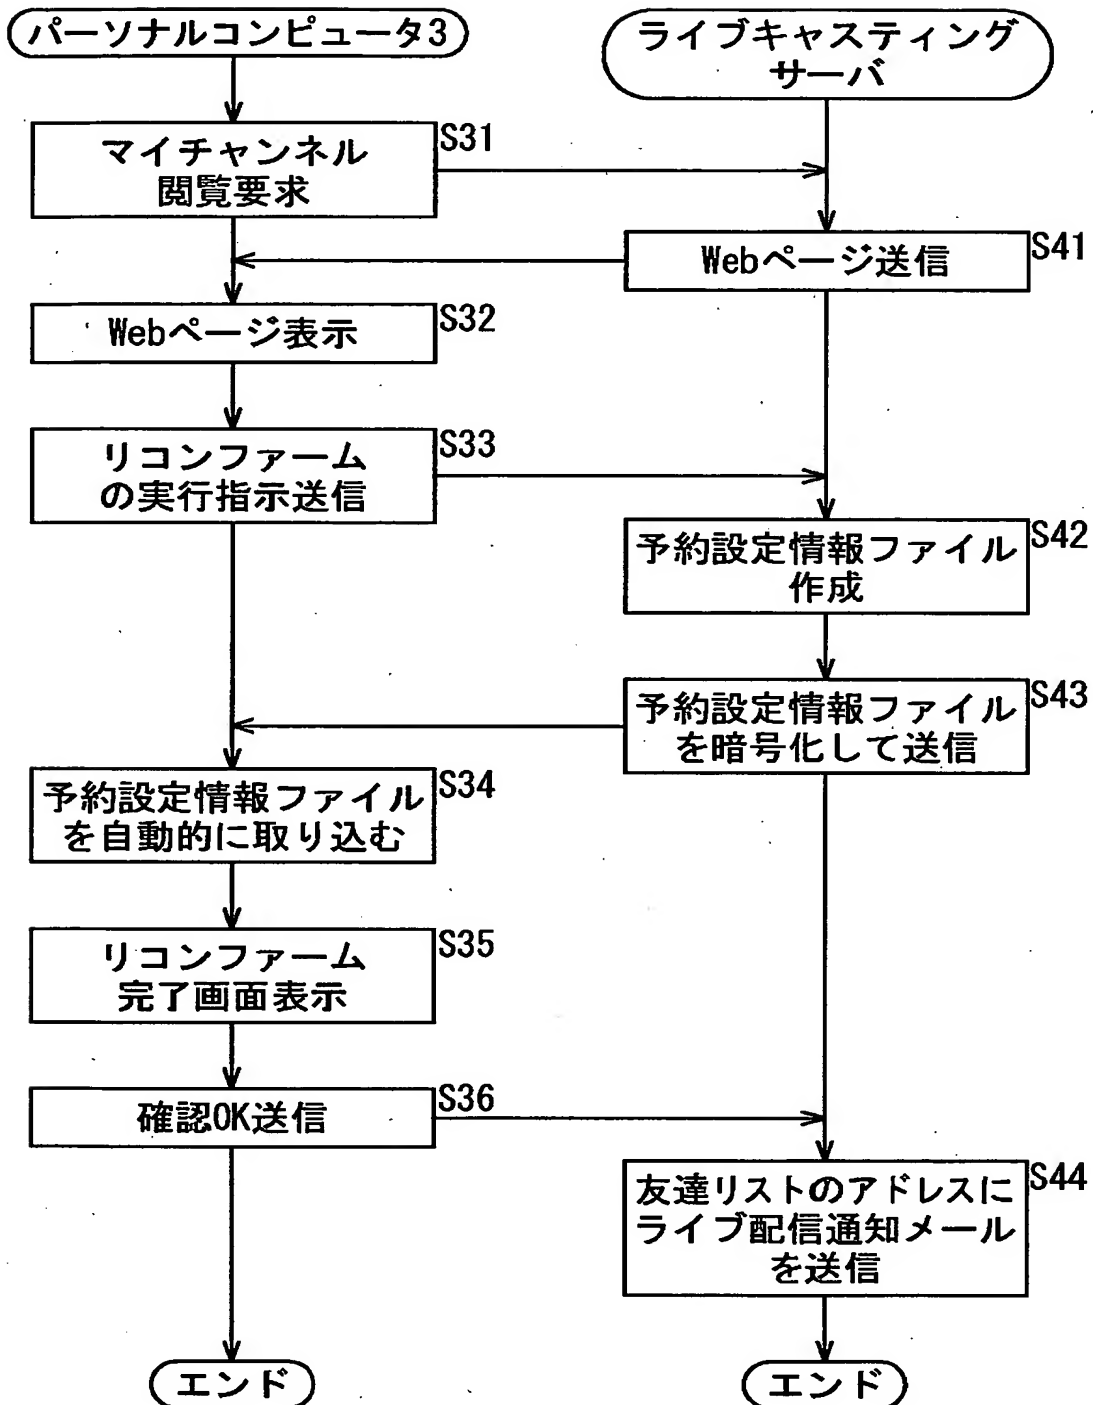 パーソナルコンピュータ3
ライブキャスティング
サーバ
S31
マイチャンネル
閲覧要求
S41
Webページ送信
S32
Webページ表示
S33
リコンファーム
の実行指示送信
S42
予約設定情報ファイル
作成
S43
予約設定情報ファイル
を暗号化して送信
S34
予約設定情報ファイル
を自動的に取り込む
S35
リコンファーム
完了画面表示
S36
確認OK送信
S44
友達リストのアドレスに
ライブ配信通知メール
を送信
エンド
エンド